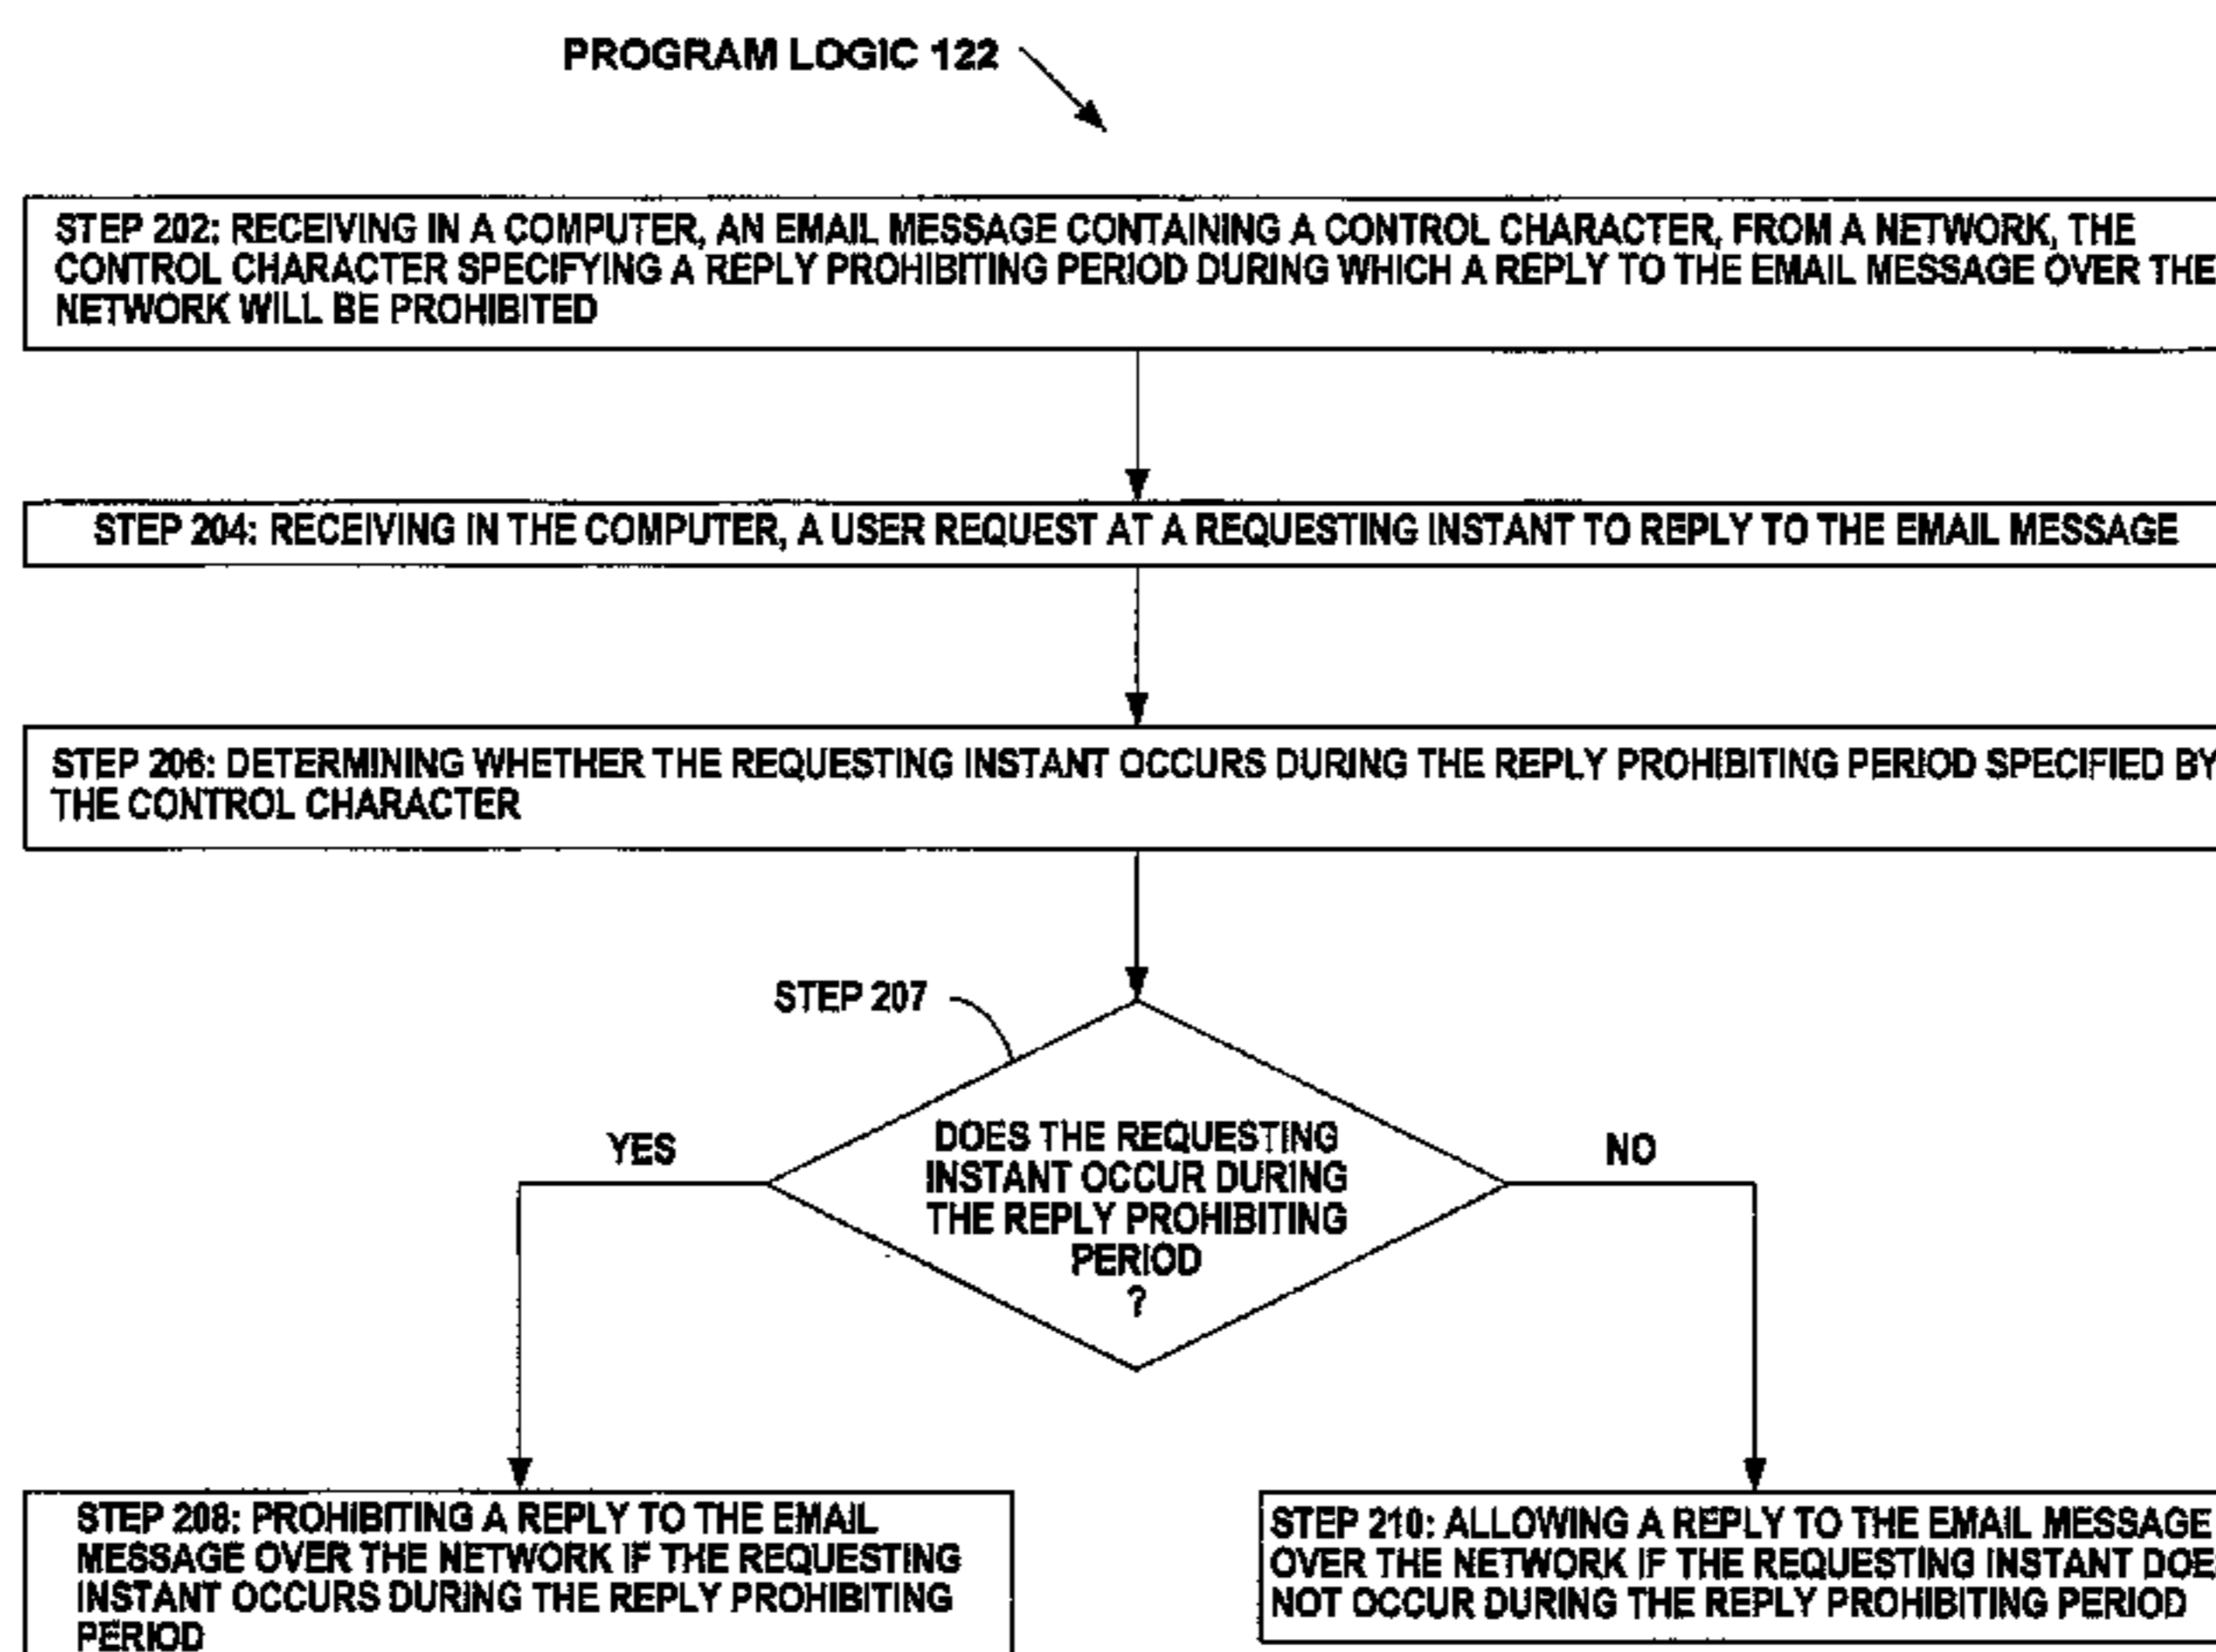 PROGRAM LOGIC 122
STEP 202: RECEIVING IN A COMPUTER, AN EMAIL MESSAGE CONTAINING A CONTROL CHARACTER, FROM A NETWORK, THE
CONTROL CHARACTER SPECIFYING A REPLY PROHIBITING PERIOD DURING WHICH A REPLY TO THE EMAIL MESSAGE OVER THE
NETWORK WILL BE PROHIBITED
STEP 204: RECEIVING IN THE COMPUTER, A USER REQUEST AT A REQUESTING INSTANT TO REPLY TO THE EMAIL MESSAGE
STEP 206: DETERMINING WHETHER THE REQUESTING INSTANT OCCURS DURING THE REPLY PROHIBITING PERIOD SPECIFIED BY
THE CONTROL CHARACTER
STEP 207
DOES THE REQUESTING
INSTANT OCCUR DURING
THE REPLY PROHIBITING
PERIOD
?
YES
NO
STEP 208: PROHIBITING A REPLY TO THE EMAIL
MESSAGE OVER THE NETWORK IF THE REQUESTING
INSTANT OCCURS DURING THE REPLY PROHIBITING
PERIOD
STEP 210: ALLOWING A REPLY TO THE EMAIL MESSAGE
OVER THE NETWORK IF THE REQUESTING INSTANT DOES
NOT OCCUR DURING THE REPLY PROHIBITING PERIOD